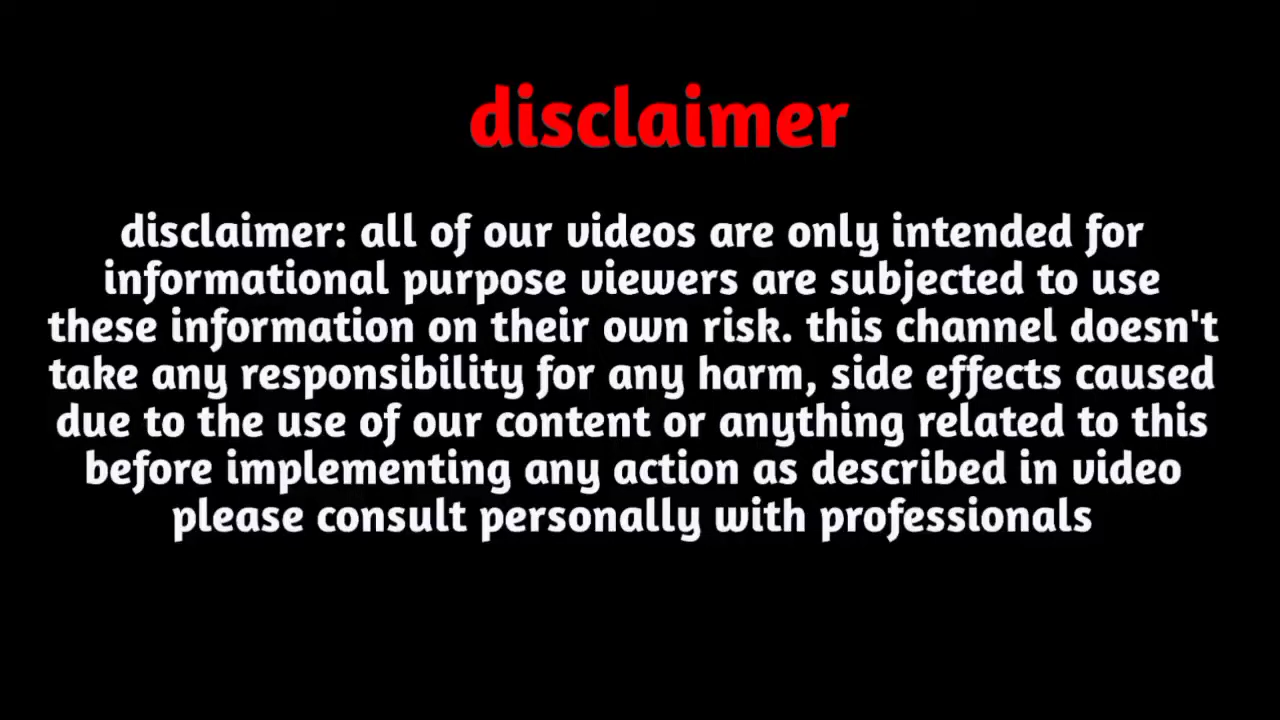 disclaimer
disclaimer: all of our videos are only intended for
informational purpose viewers are subjected to use
these information on their own risk. this channel doesn't
take any responsibility for any harm, side effects caused
due to the use of our content or anything related to this
before implementing any action as described in video
please consult personally with professionals